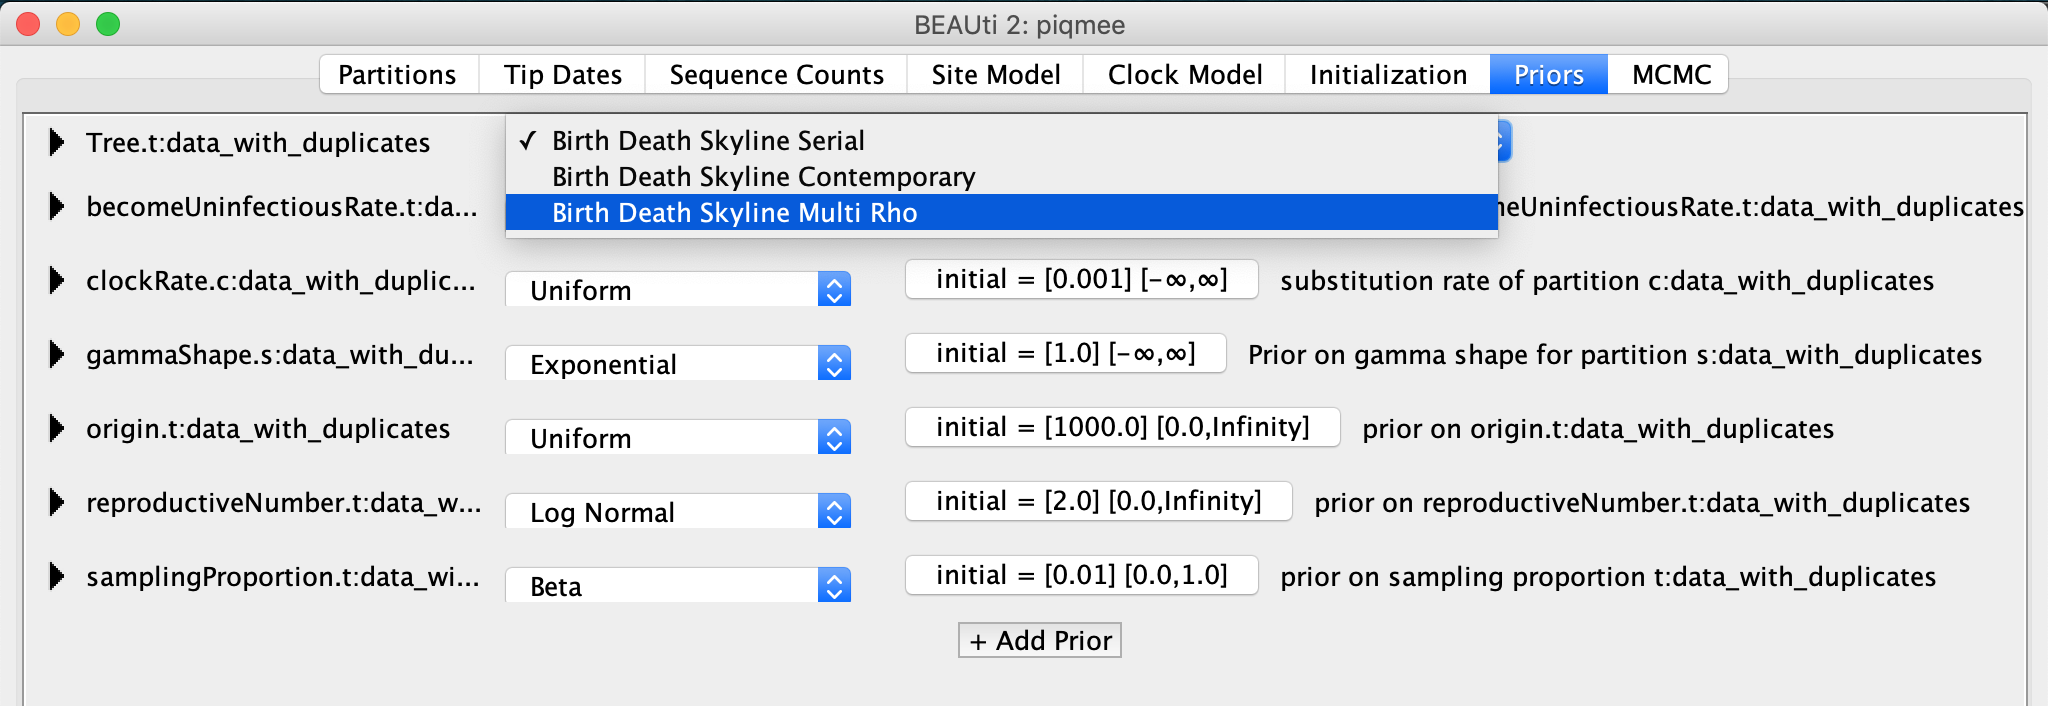 BEAUti 2: piqmee
Partitions Tip Dates Sequence Counts Site Model Clock Model Initialization Priors MCMC
Tree.t:data_with_duplicates ✓ Birth Death Skyline Serial
Birth Death Skyline Contemporary
becomeUninfectiousRate.t:da... Birth Death Skyline Multi Rho eUninfectiousRate.t:data_with_duplicates
clockRate.c:data_with_duplic... Uniform initial = [0.001] [-∞,∞] substitution rate of partition c:data_with_duplicates
gammaShape.s:data_with_du... Exponential initial = [1.0] [-∞,∞] Prior on gamma shape for partition s:data_with_duplicates
origin.t:data_with_duplicates Uniform initial = [1000.0] [0.0,Infinity] prior on origin.t:data_with_duplicates
reproductiveNumber.t:data_w... Log Normal initial = [2.0] [0.0,Infinity] prior on reproductiveNumber.t:data_with_duplicates
samplingProportion.t:data_wi... Beta initial = [0.01] [0.0,1.0] prior on sampling proportion t:data_with_duplicates
+ Add Prior